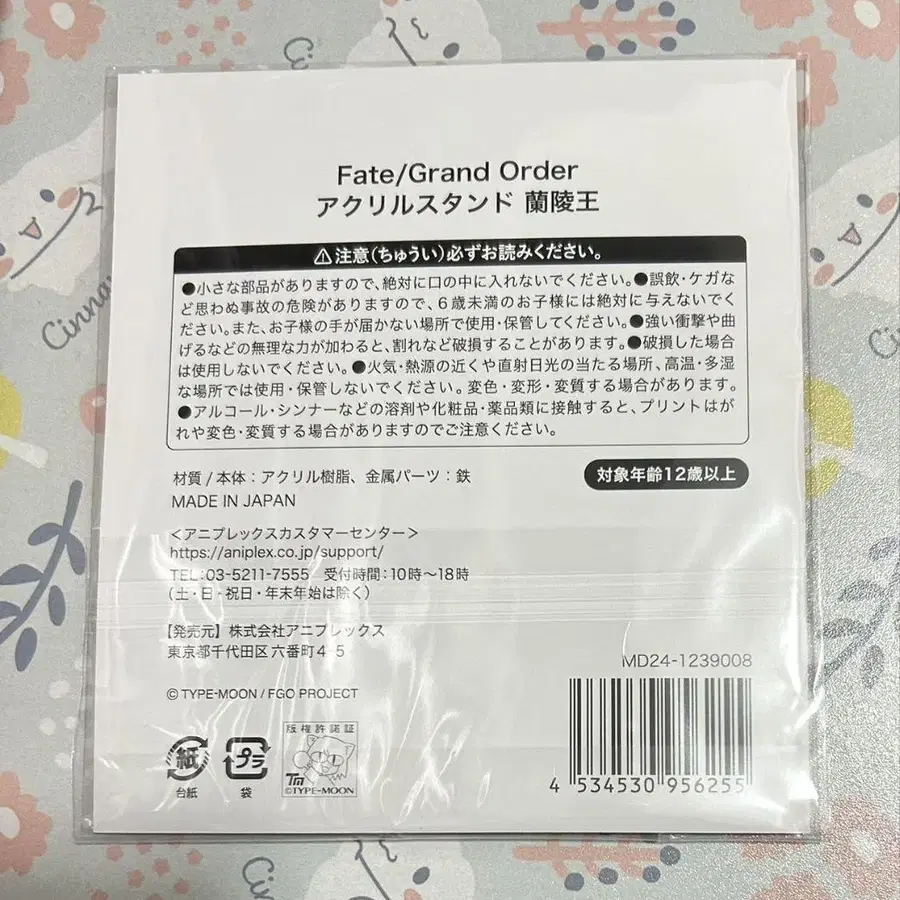 Fate/Grand Order
アクリルスタンド 蘭陵王
注意(ちゅうい)必ずお読みください。
●小さな部品がありますので、絶対に口の中に入れないでください。●誤飲・ケガな
ど思わぬ事故の危険がありますので、6歳未満のお子様には絶対に与えないでく
ださい。また、お子様の手が届かない場所で使用・保管してください。●強い衝撃や曲
げるなどの無理な力が加わると、割れなど破損することがあります。●破損した場合
は使用しないでください。●火気・熱源の近くや直射日光の当たる場所、高温・多湿
な場所では使用・保管しないでください。変色・変形・変質する場合があります。
●アルコール・シンナーなどの溶剤や化粧品・薬品類に接触すると、プリントはが
れや変色・変質する場合がありますのでご注意ください。
材質/本体:アクリル樹脂、金属パーツ:鉄
対象年齢12歳以上
MADE IN JAPAN
<アニプレックスカスタマーセンター>
https://aniplex.co.jp/support/
TEL:03-5211-7555 受付時間:10時〜18時
(土・日・祝日・年末年始は除く)
【発売元】株式会社アニプレックス
東京都千代田区六番町4-5
MD24-1239008
© TYPE-MOON / FGO PROJECT
版権許諾証
紙
プラ
TM
©TYPE-MOON
台紙
袋
4 534530 956255
Cinna
Cin
Ci